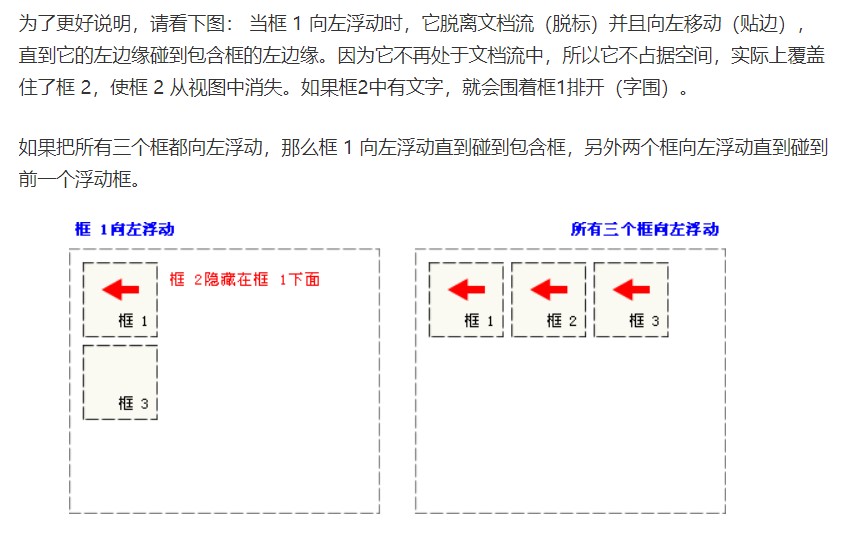 为了更好说明，请看下图： 当框 1 向左浮动时，它脱离文档流（脱标）并且向左移动（贴边），
直到它的左边缘碰到包含框的左边缘。因为它不再处于文档流中，所以它不占据空间，实际上覆盖
住了框 2，使框 2 从视图中消失。如果框2中有文字，就会围着框1排开（字围）。
如果把所有三个框都向左浮动，那么框 1 向左浮动直到碰到包含框，另外两个框向左浮动直到碰到
前一个浮动框。
框 1向左浮动
框 2隐藏在框 1下面
框 1
框 3
所有三个框向左浮动
框 1
框 2
框 3